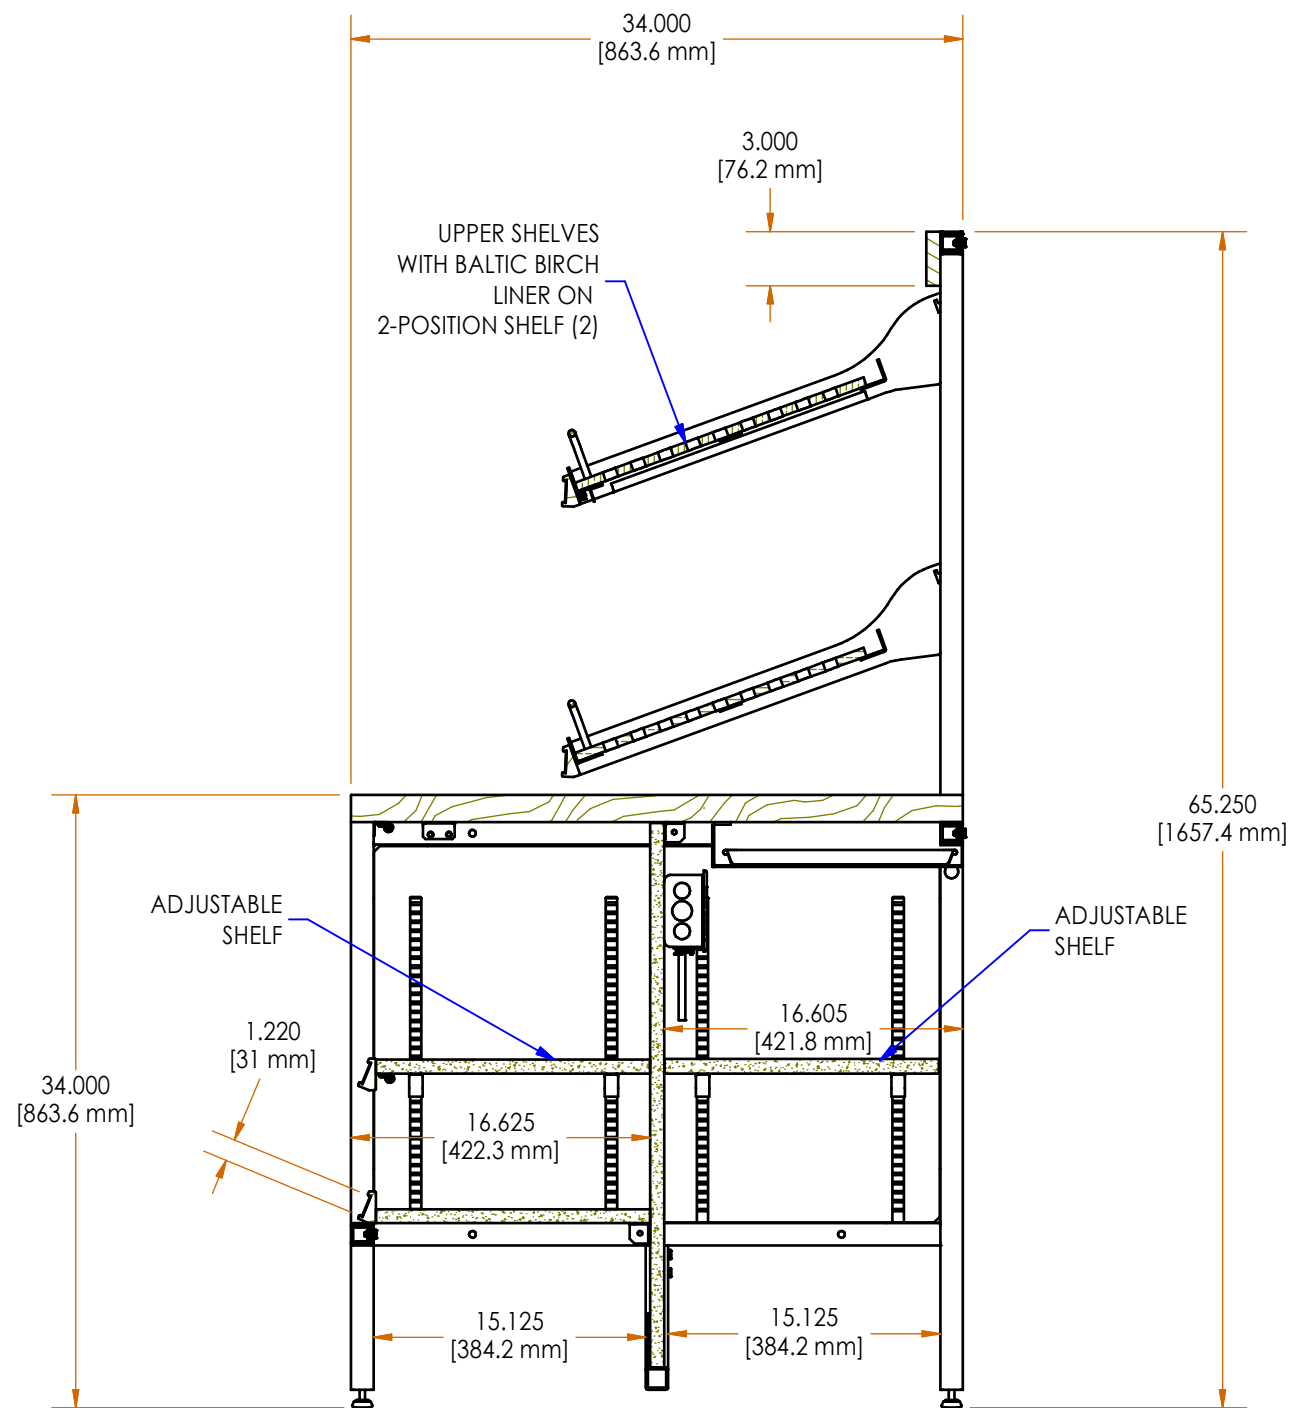 34.000
[863.6 mm]
3.000
[76.2 mm]
UPPER SHELVES
WITH BALTIC BIRCH
LINER ON
2-POSITION SHELF (2)
65.250
[1657.4 mm]
ADJUSTABLE
SHELF
ADJUSTABLE
SHELF
16.605
[421.8 mm]
1.220
[31 mm]
34.000
[863.6 mm]
16.625
[422.3 mm]
15.125
[384.2 mm]
15.125
[384.2 mm]